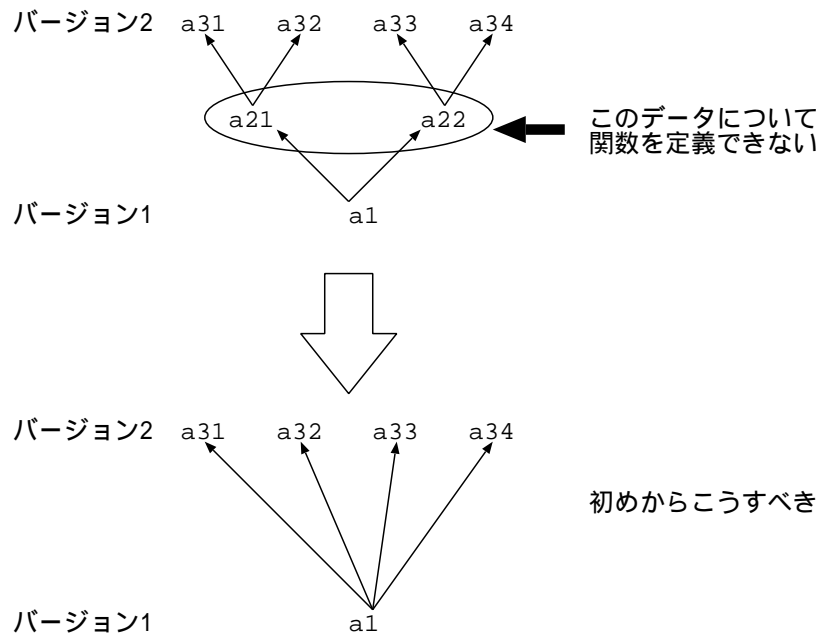 バージョン2 a31 a32 a33 a34
a21 a22
このデータについて
関数を定義できない
バージョン1 a1
バージョン2 a31 a32 a33 a34
初めからこうすべき
バージョン1 a1